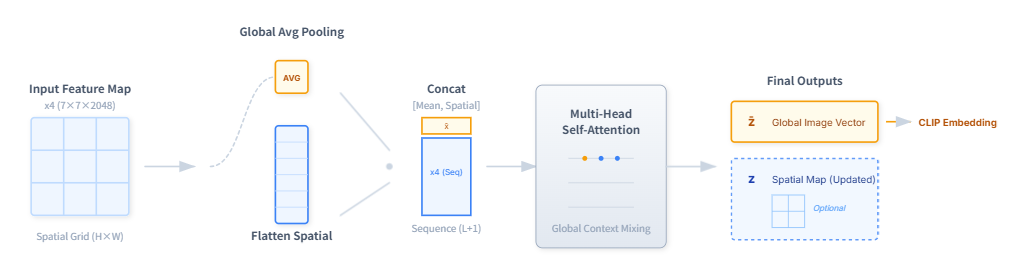 Global Avg Pooling
AVG
Input Feature Map
x4 (7×7×2048)
Spatial Grid (H×W)
Flatten Spatial
Concat
[Mean, Spatial]
x̄
x4 (Seq)
Sequence (L+1)
Multi-Head
Self-Attention
Global Context Mixing
Final Outputs
z̄ Global Image Vector
CLIP Embedding
z Spatial Map (Updated)
Optional